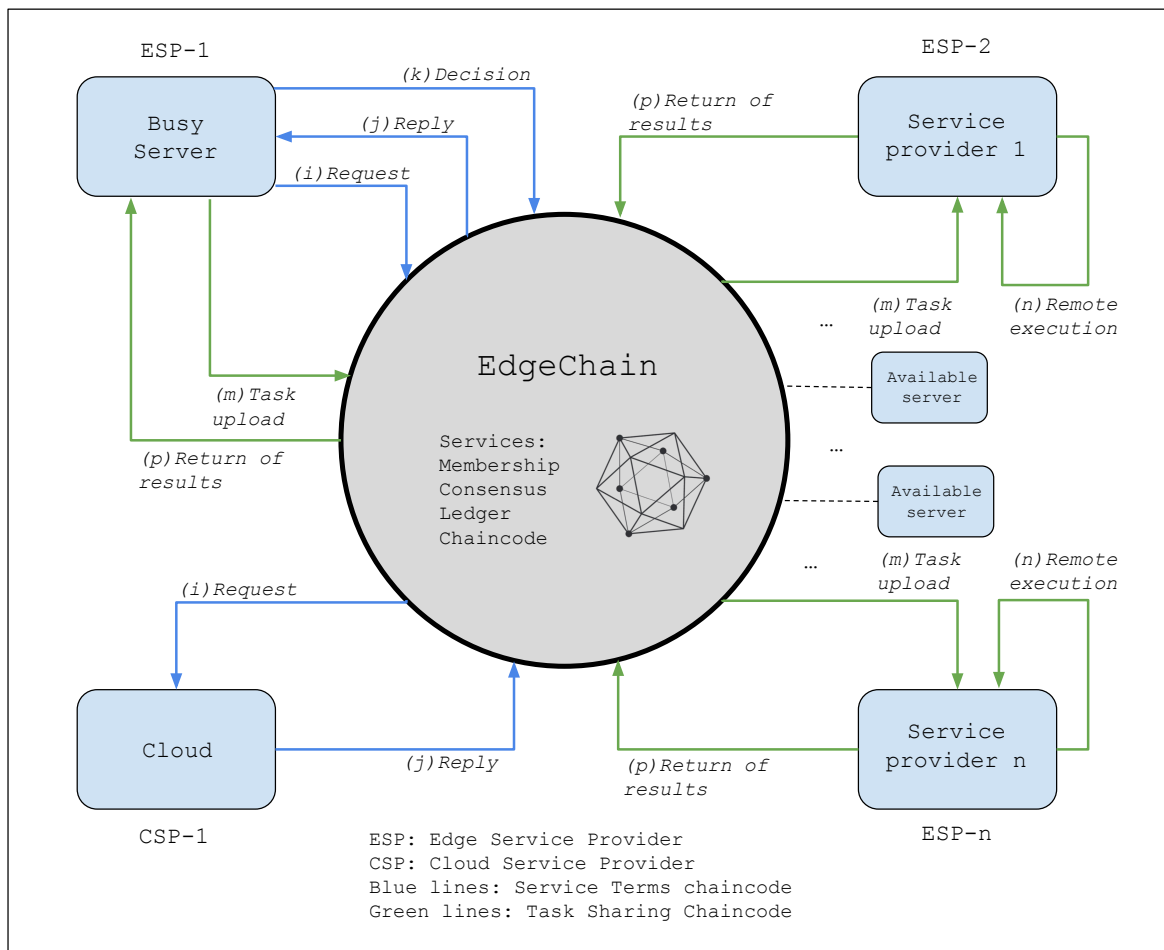 ESP-1
ESP-2
(k)Decision
(p)Return of
results
Busy
Server
(j)Reply
Service
provider 1
(i)Request
(m)Task
upload
(n)Remote
execution
...
EdgeChain
Available
server
(m)Task
upload
...
(p)Return of
results
Services:
Membership
Consensus
Ledger
Chaincode
Available
server
...
(m)Task
upload
(n)Remote
execution
(i)Request
Cloud
(j)Reply
Service
provider n
(p)Return of
results
CSP-1
ESP-n
ESP: Edge Service Provider
CSP: Cloud Service Provider
Blue lines: Service Terms chaincode
Green lines: Task Sharing Chaincode